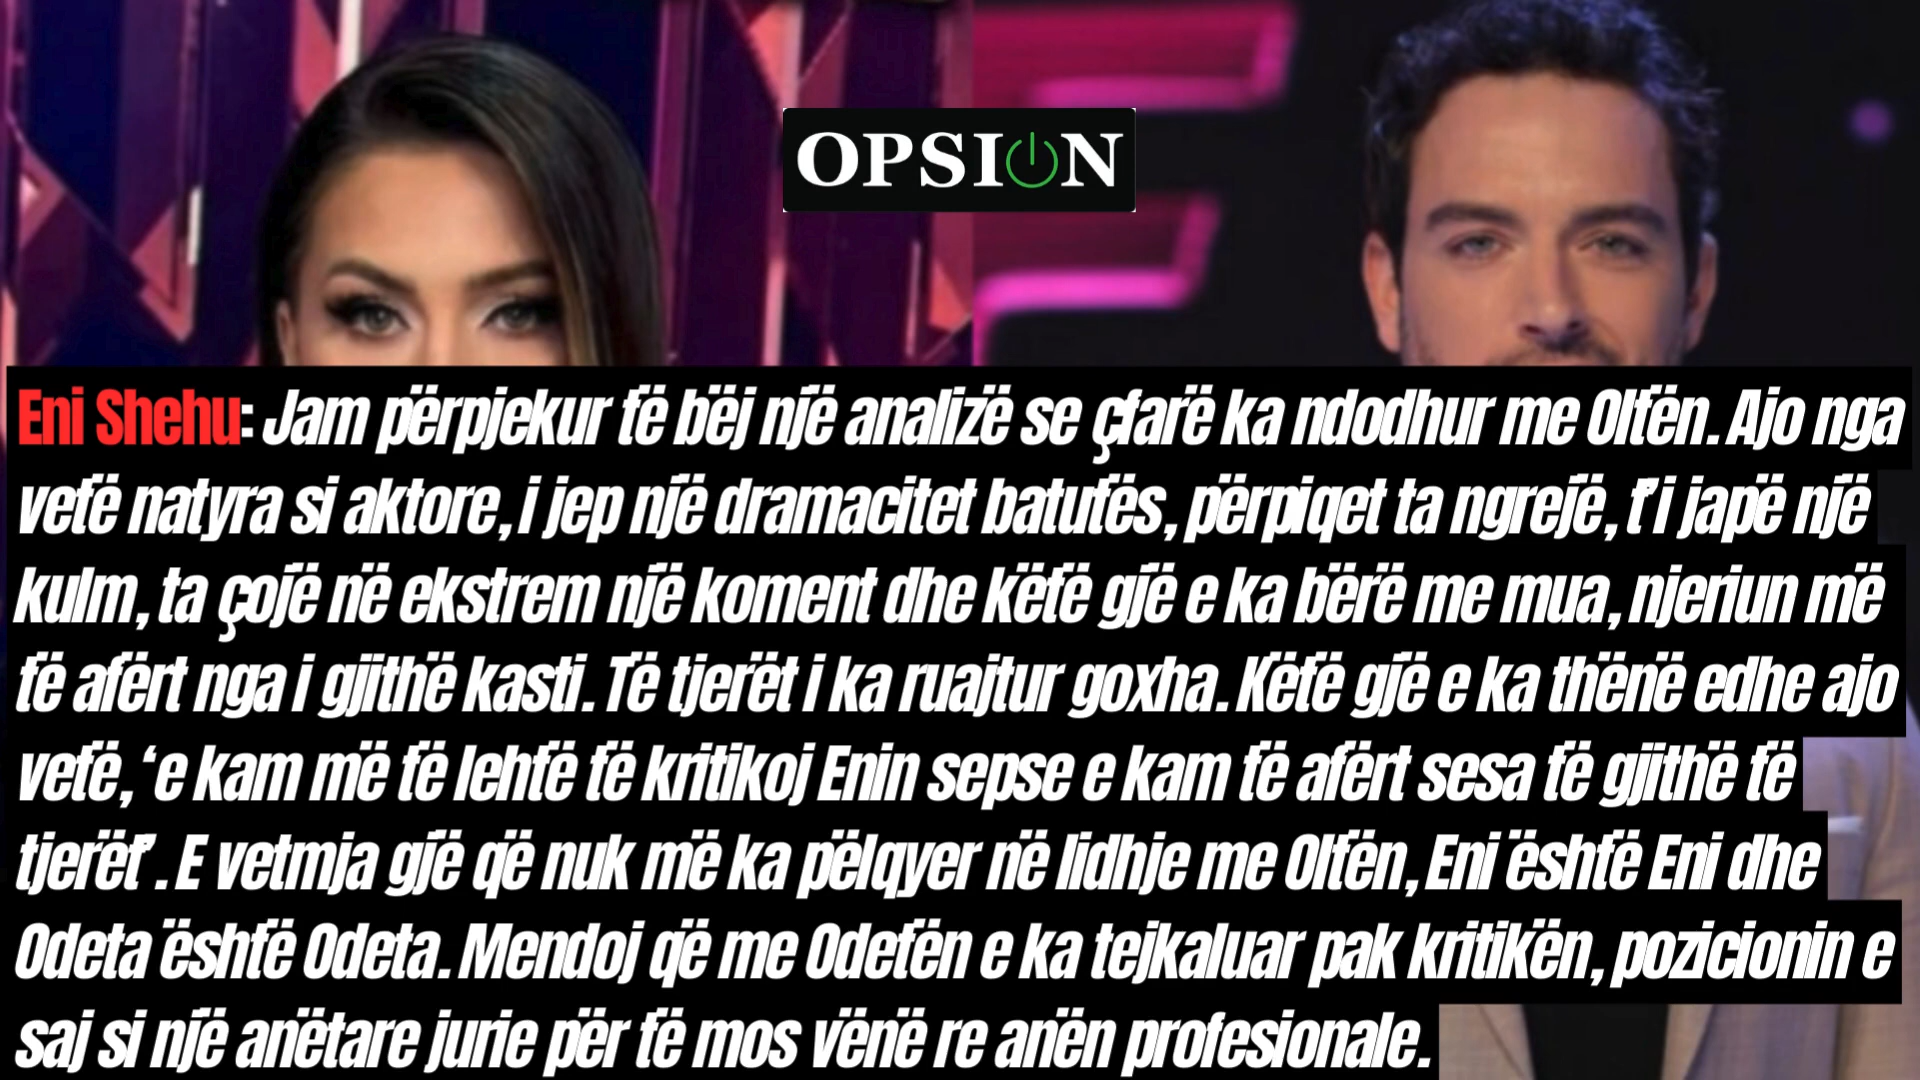 OPSION
Eni Shehu: Jam përpjekur të bëj një analizë se çfarë ka ndodhur me Oltën. Ajo nga
vetë natyra si aktore, i jep një dramacitet batutës, përpiqet ta ngrejë, t’i japë një
kulm, ta çojë në ekstrem një koment dhe këtë gjë e ka bërë me mua, njeriun më
të afërt nga i gjithë kasti. Të tjerët i ka ruajtur goxha. Këtë gjë e ka thënë edhe ajo
vetë, ‘e kam më të lehtë të kritikoj Enin sepse e kam të afërt sesa të gjithë të
tjerët’. E vetmja gjë që nuk më ka pëlqyer në lidhje me Oltën, Eni është Eni dhe
Odeta është Odeta. Mendoj që me Odetën e ka tejkaluar pak kritikën, pozicionin e
saj si një anëtare jurie për të mos vënë re anën profesionale.